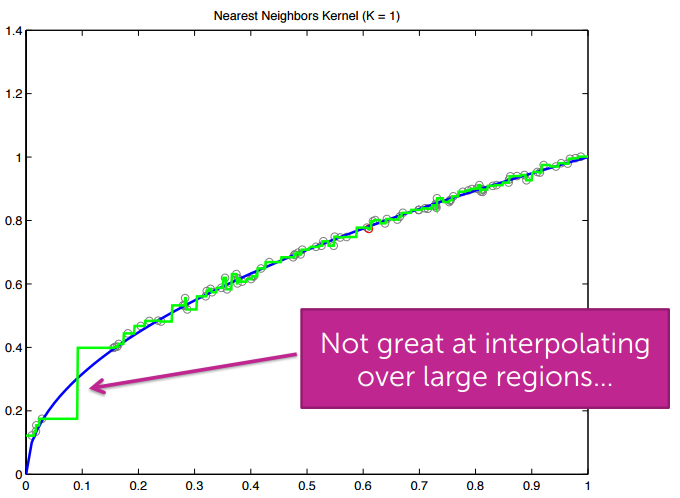 Nearest Neighbors Kernel (K = 1)
1.4
1.2
1
0.8
0.6
0.4
0.2
0
Not great at interpolating
over large regions...
0 0.1 0.2 0.3 0.4 0.5 0.6 0.7 0.8 0.9 1